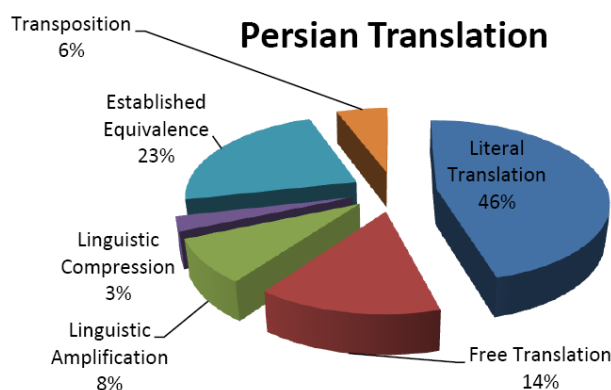 Persian Translation
Transposition
6%
Established
Equivalence
23%
Literal
Translation
46%
Linguistic
Compression
3%
Linguistic
Amplification
8%
Free Translation
14%